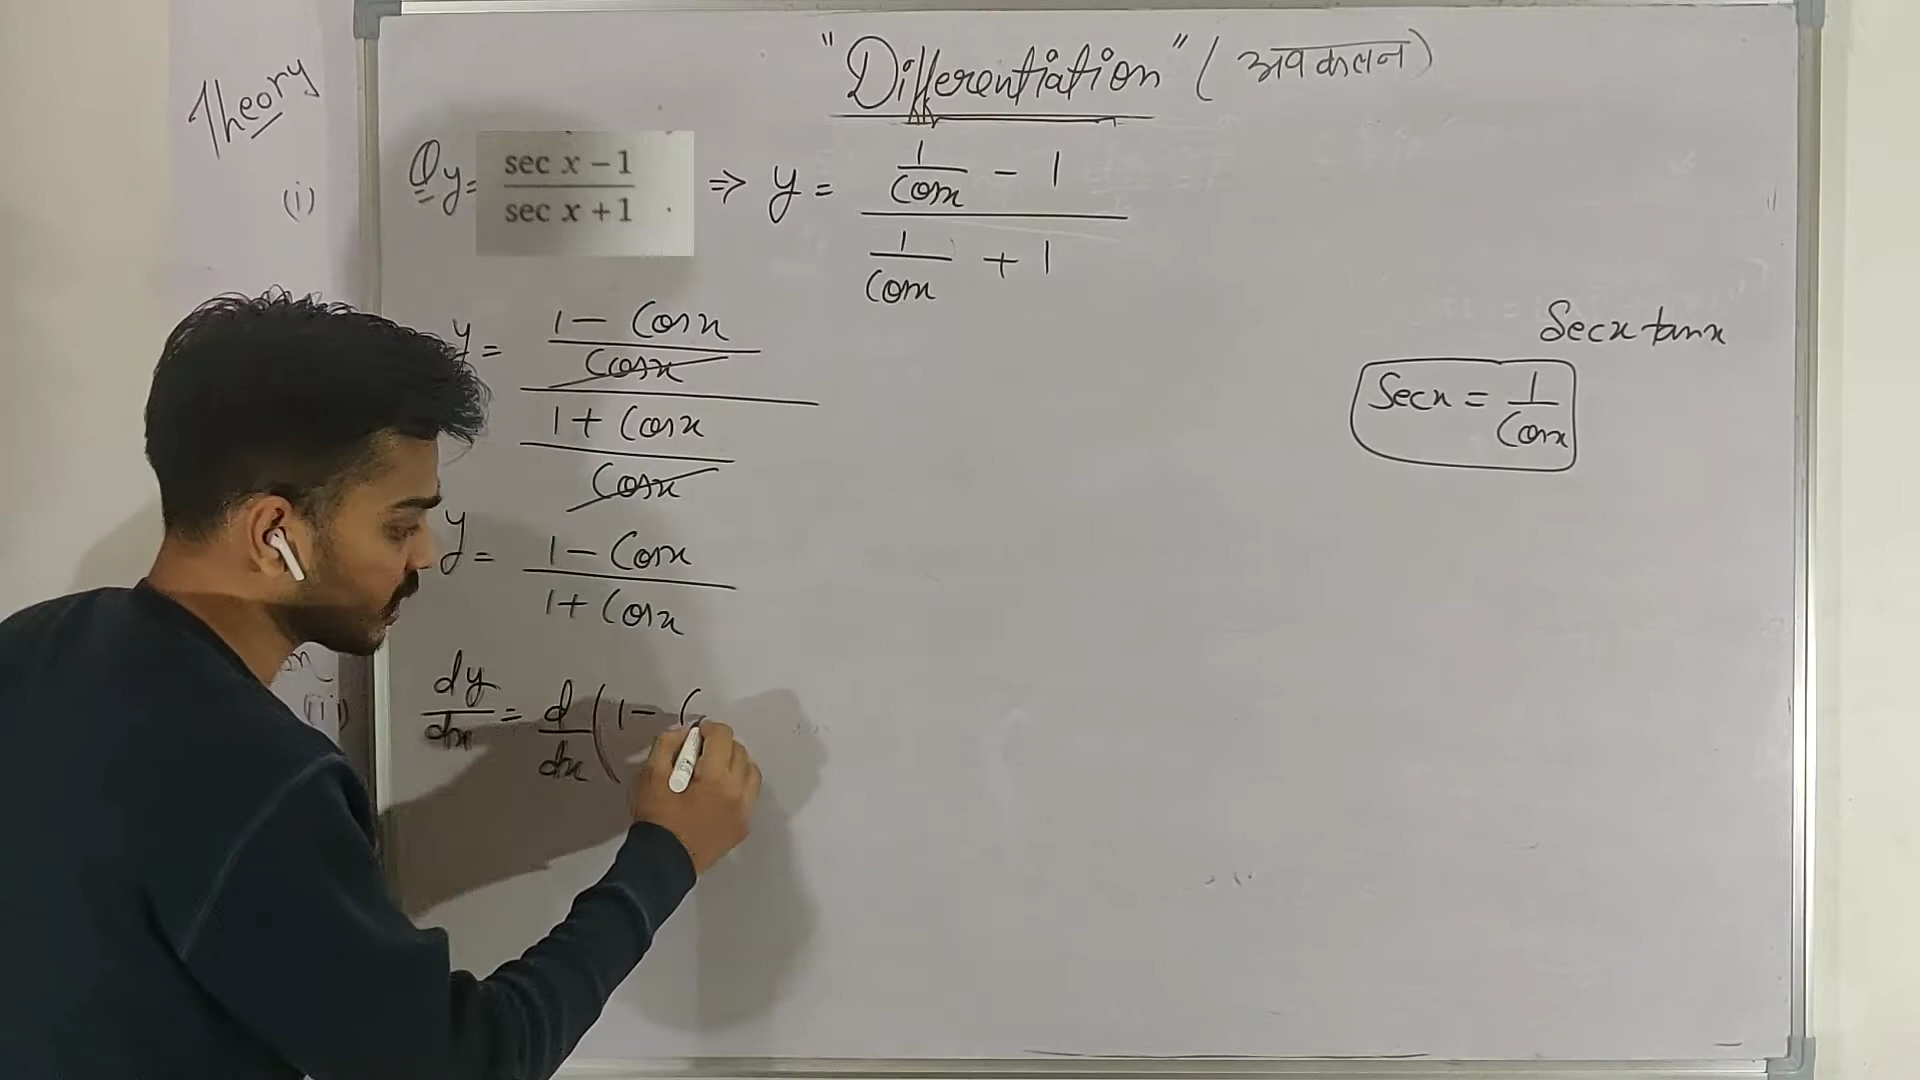 Theory
(i)
"Differentiation" (अवकलन)
Q y = sec x − 1 / sec x + 1 ⇒ y = 1/Cosx − 1 / 1/Cosx + 1
y = 1 − Cosx / Cosx / 1 + Cosx / Cosx
Secx tanx
Secx = 1/Cosx
y = 1 − Cosx / 1 + Cosx
dy/dx = d/dx (1 − C
(ii)